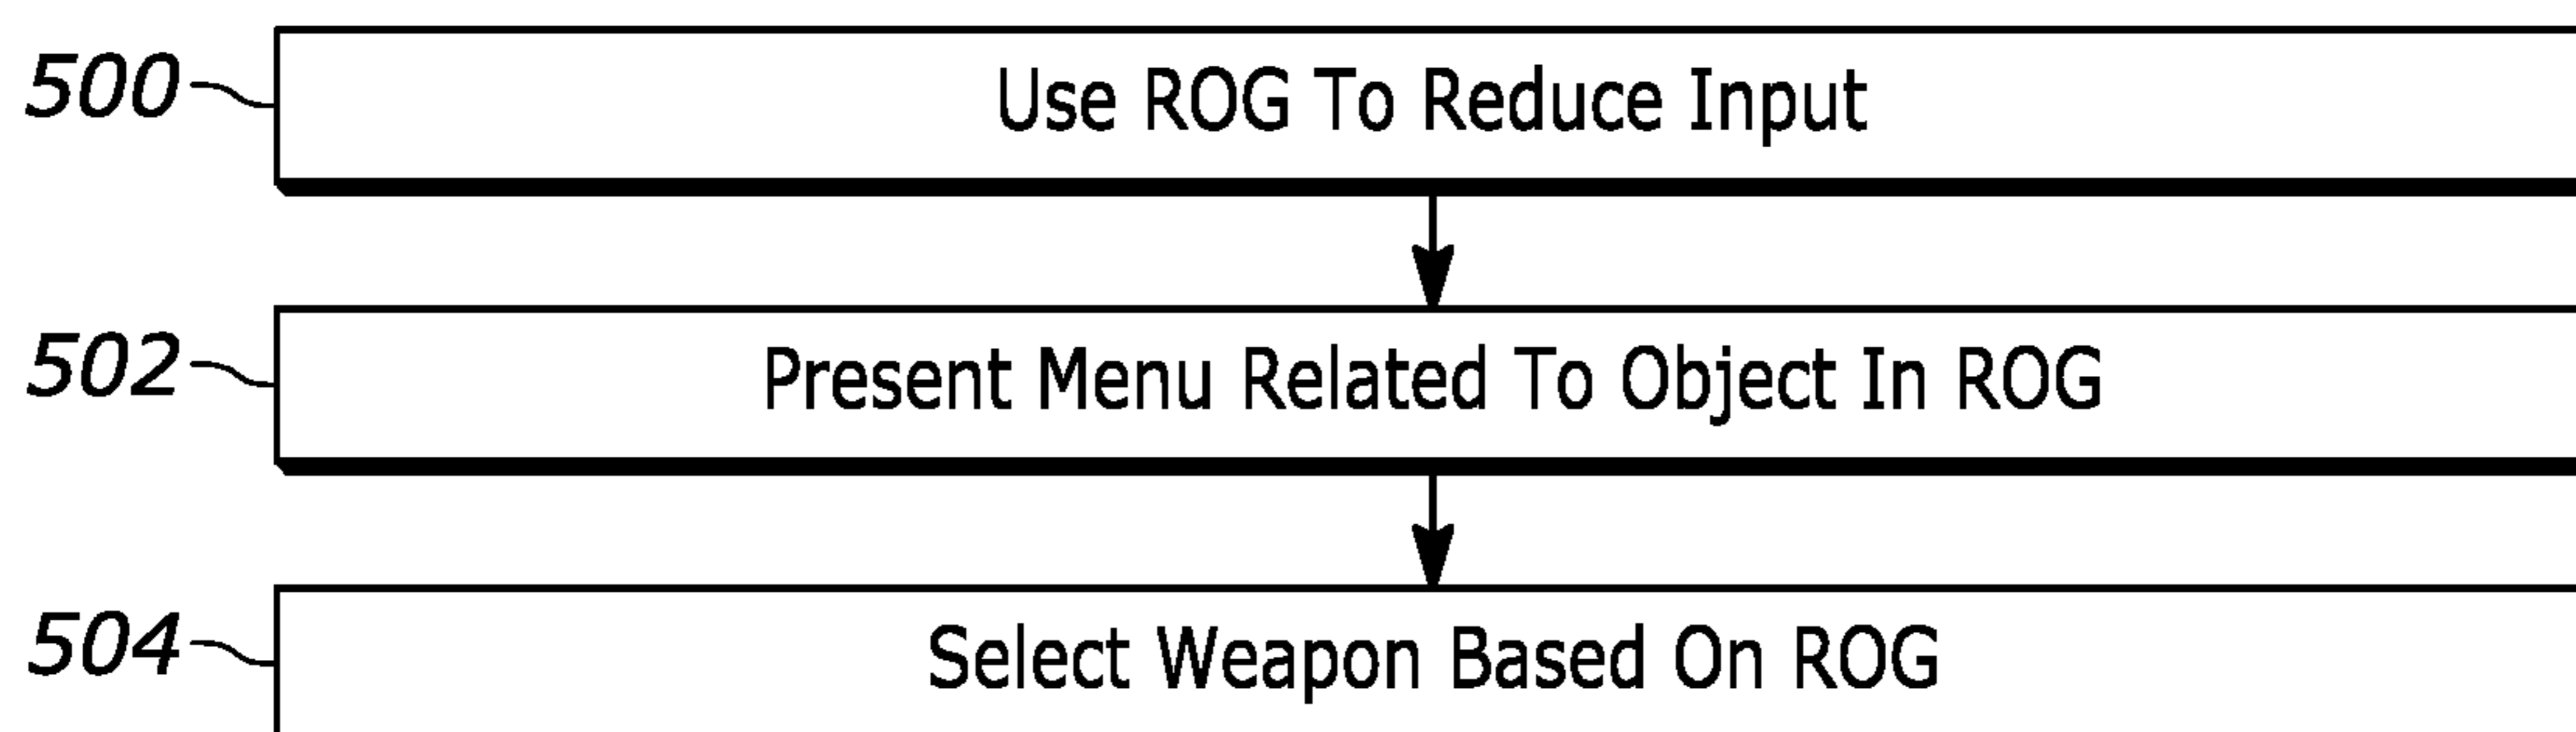 500 Use ROG To Reduce Input
502 Present Menu Related To Object In ROG
504 Select Weapon Based On ROG